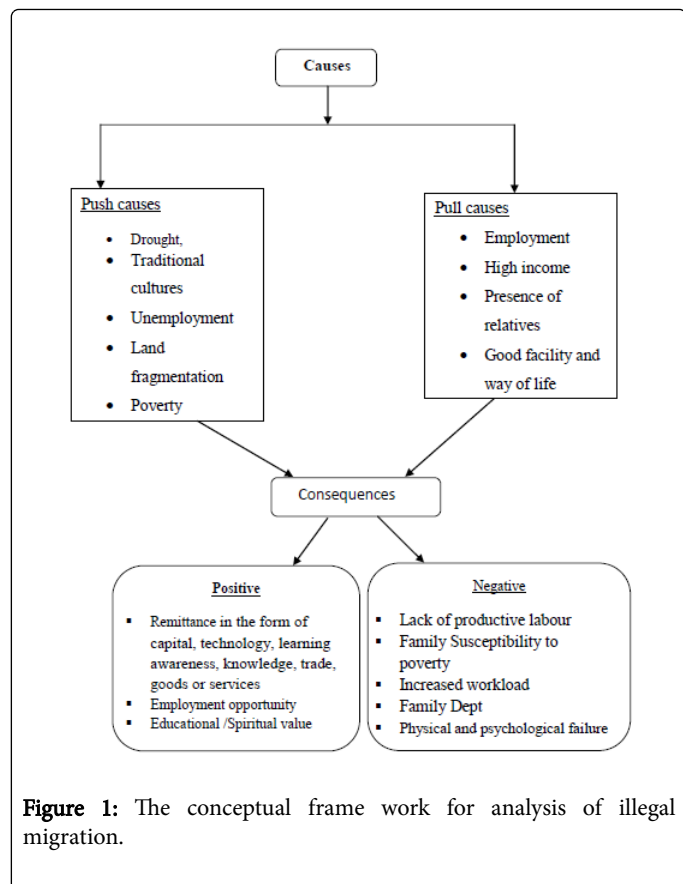 Causes
Push causes
• Drought,
• Traditional
cultures
• Unemployment
• Land
fragmentation
• Poverty
Pull causes
• Employment
• High income
• Presence of
relatives
• Good facility and
way of life
Consequences
Positive
▪ Remittance in the form of
capital, technology, learning
awareness, knowledge, trade,
goods or services
▪ Employment opportunity
▪ Educational /Spiritual value
Negative
▪ Lack of productive labour
▪ Family Susceptibility to
poverty
▪ Increased workload
▪ Family Dept
▪ Physical and psychological failure
Figure 1: The conceptual frame work for analysis of illegal
migration.